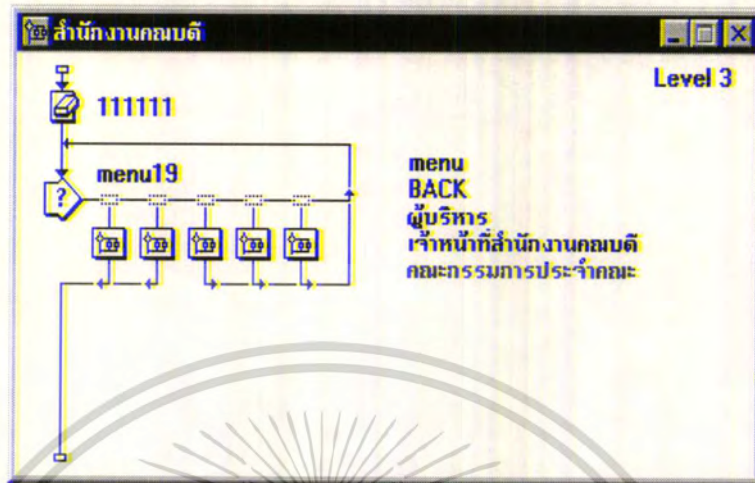 สำนักงานคณบดี
Level 3
111111
menu19
?
menu
BACK
ผู้บริหาร
เจ้าหน้าที่สำนักงานคณบดี
คณะกรรมการประจำคณะ